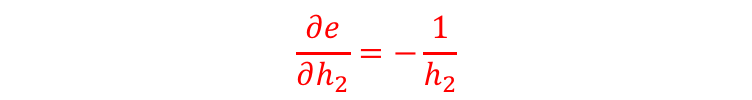 ∂e/∂h₂ = − 1/h₂